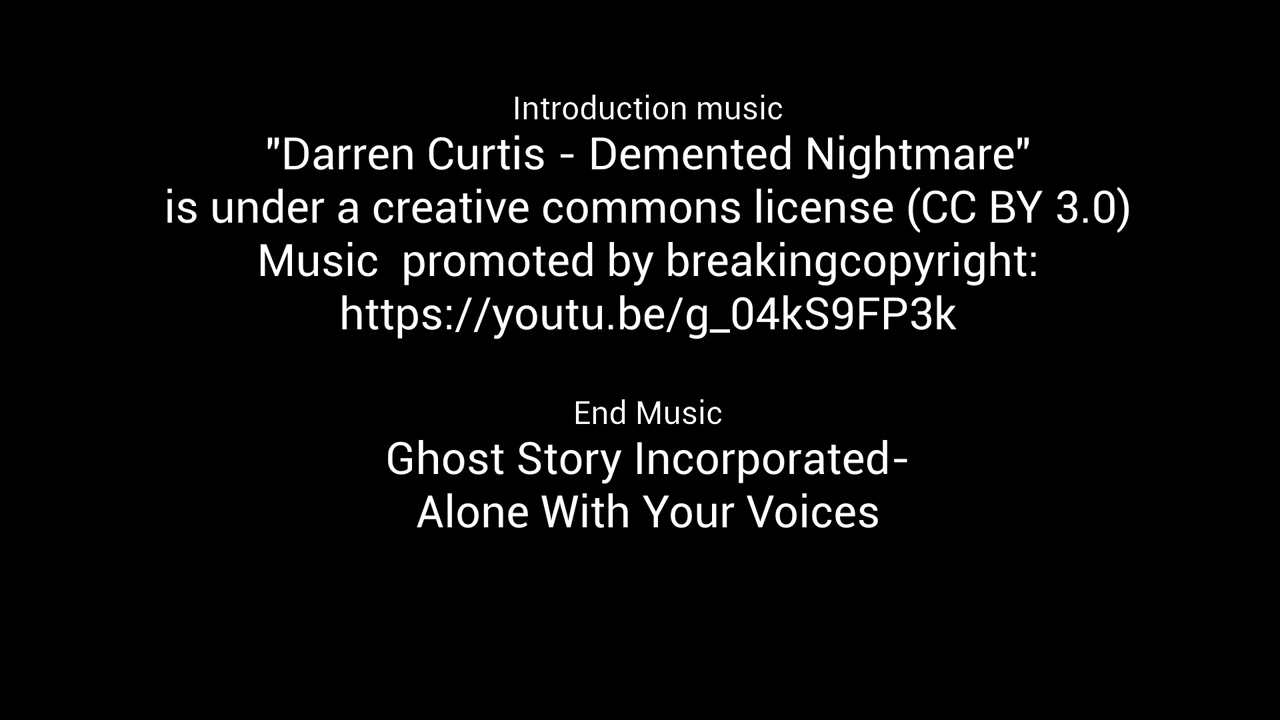 Introduction music
"Darren Curtis - Demented Nightmare"
is under a creative commons license (CC BY 3.0)
Music  promoted by breakingcopyright:
https://youtu.be/g_04kS9FP3k
End Music
Ghost Story Incorporated-
Alone With Your Voices